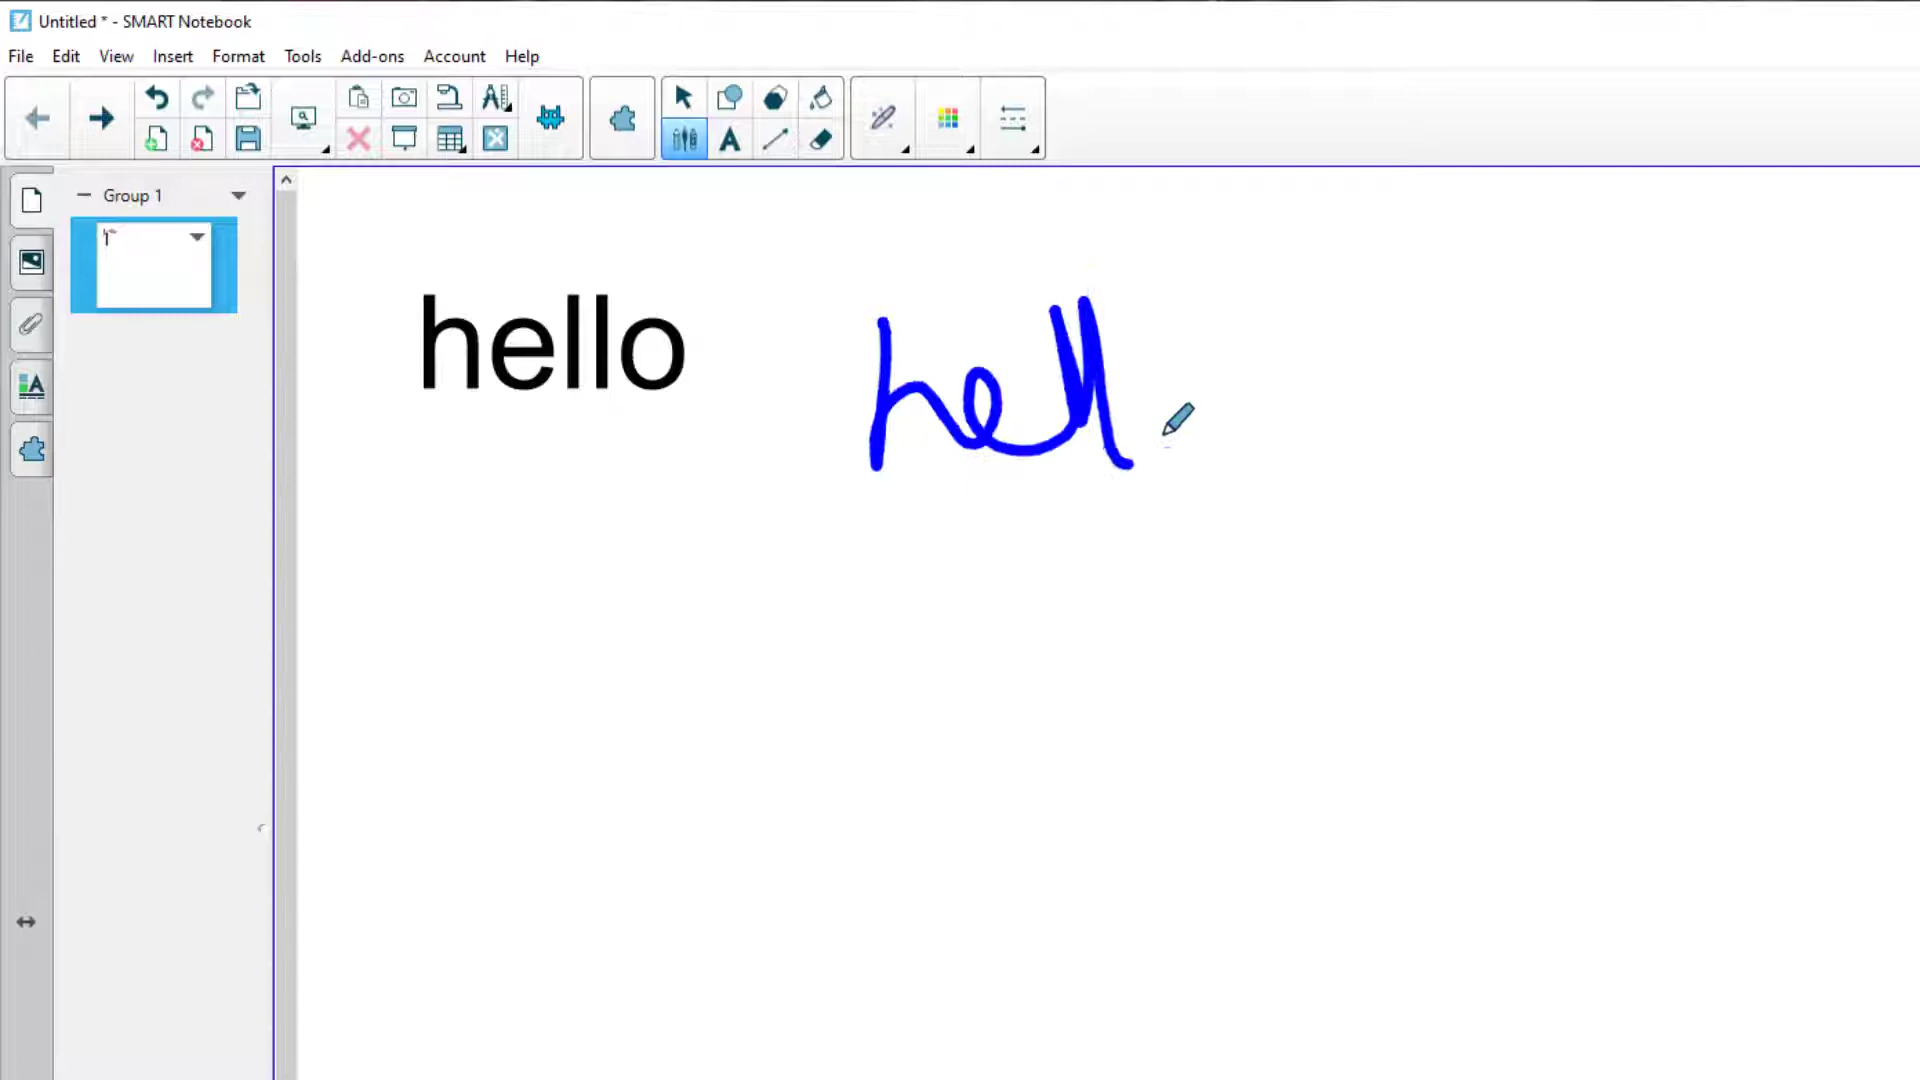 Untitled * - SMART Notebook
File Edit View Insert Format Tools Add-ons Account Help
Group 1
hello hell